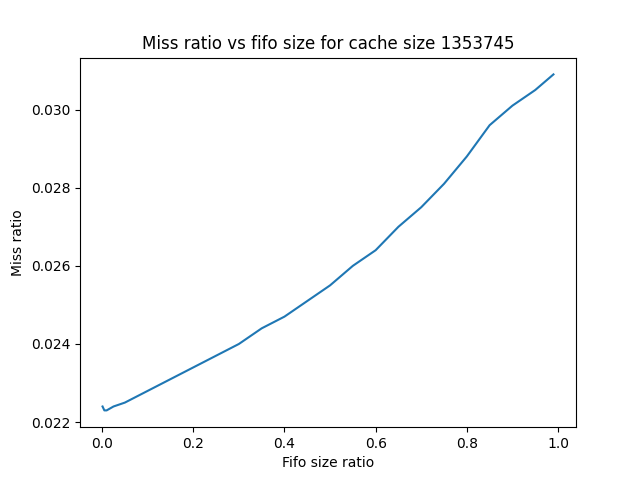 Miss ratio vs fifo size for cache size 1353745
0.030
0.028
0.026
0.024
0.022
Miss ratio
0.0 0.2 0.4 0.6 0.8 1.0
Fifo size ratio